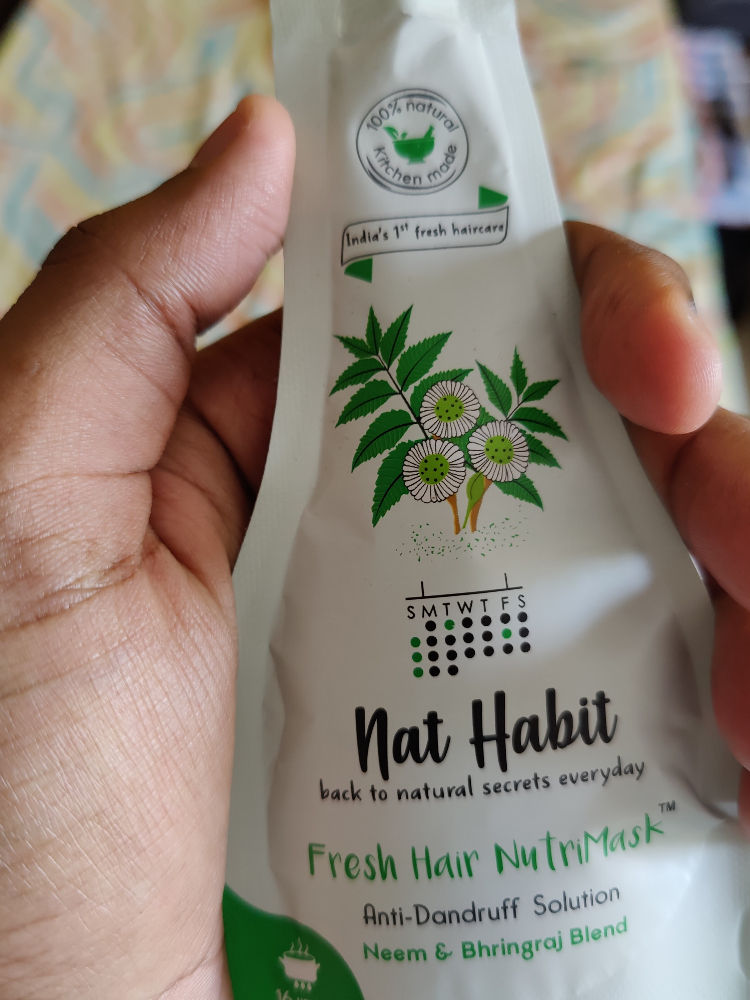 100% natural
Kitchen made
India's 1st fresh haircare
S M T W T F S
Nat Habit
back to natural secrets everyday
Fresh Hair NutriMask™
Anti-Dandruff Solution
Neem & Bhringraj Blend